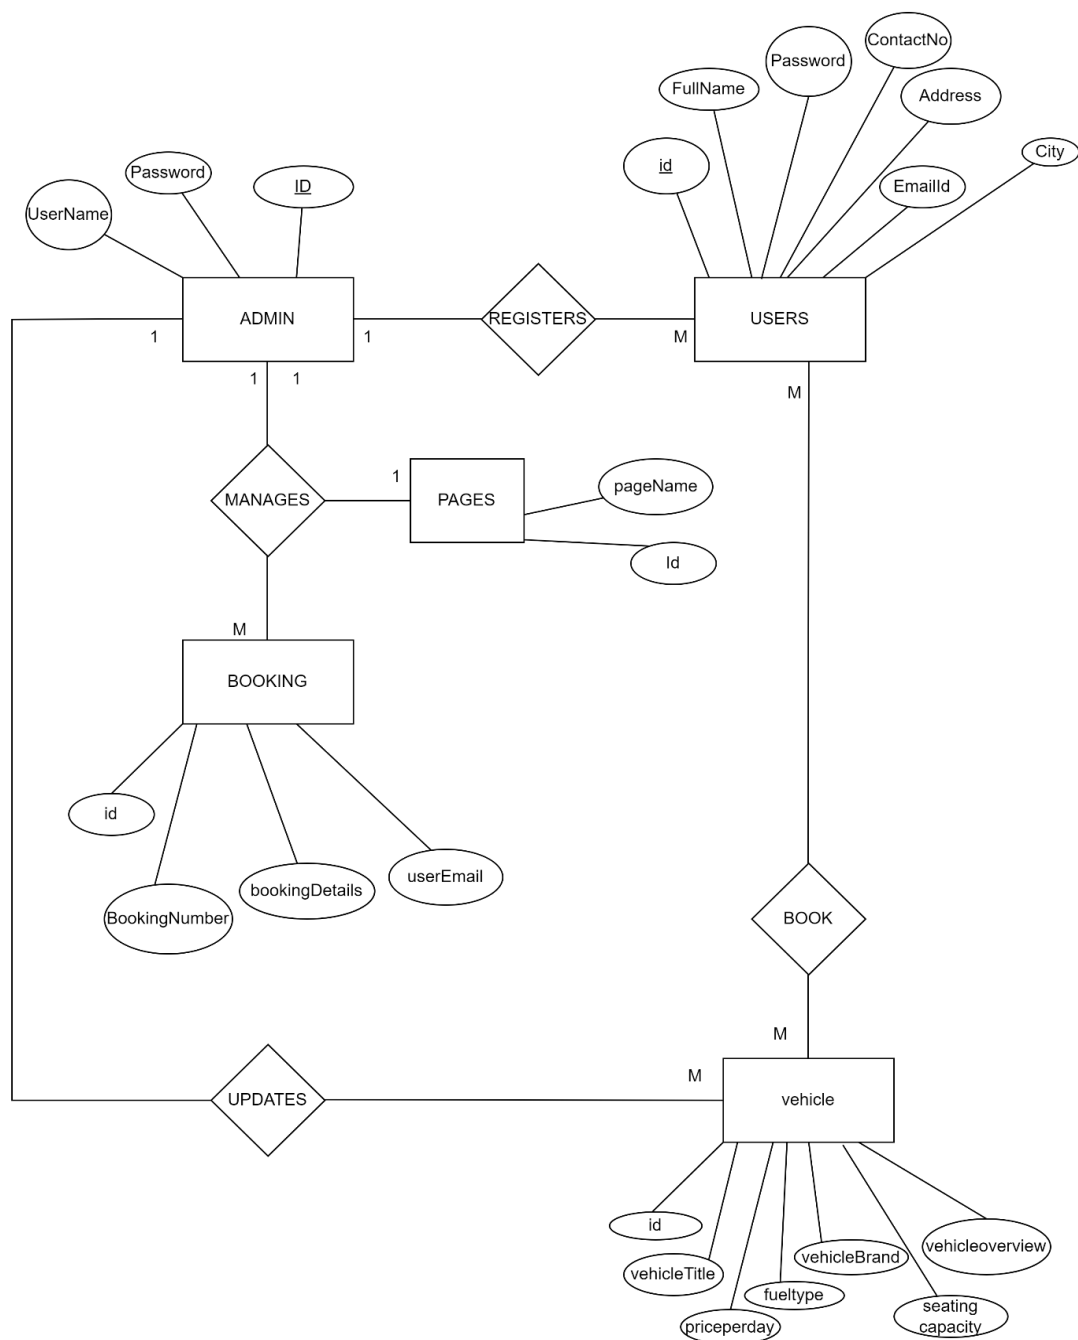 ContactNo
Password
FullName
Address
City
id
EmailId
Password
ID
UserName
ADMIN
REGISTERS
USERS
1
1
M
1
1
M
MANAGES
1
PAGES
pageName
Id
M
BOOKING
id
BookingNumber
bookingDetails
userEmail
BOOK
M
UPDATES
M
vehicle
id
vehicleTitle
priceperday
fueltype
vehicleBrand
seating
capacity
vehicleoverview